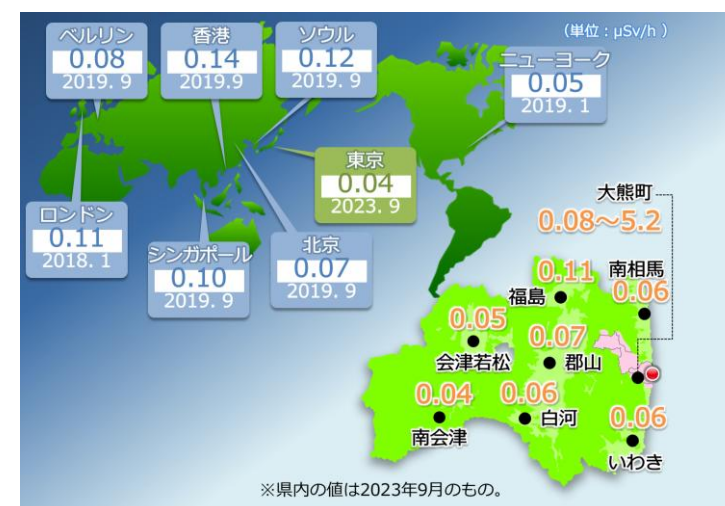 （単位：μSv/h ）
ベルリン
0.08
2019. 9
香港
0.14
2019.9
ソウル
0.12
2019. 9
ニューヨーク
0.05
2019. 1
東京
0.04
2023. 9
ロンドン
0.11
2018. 1
シンガポール
0.10
2019. 9
北京
0.07
2019. 9
大熊町
0.08～5.2
福島
0.11
南相馬
0.06
0.05
会津若松
0.07
郡山
0.04
南会津
0.06
白河
0.06
いわき
※県内の値は2023年9月のもの。